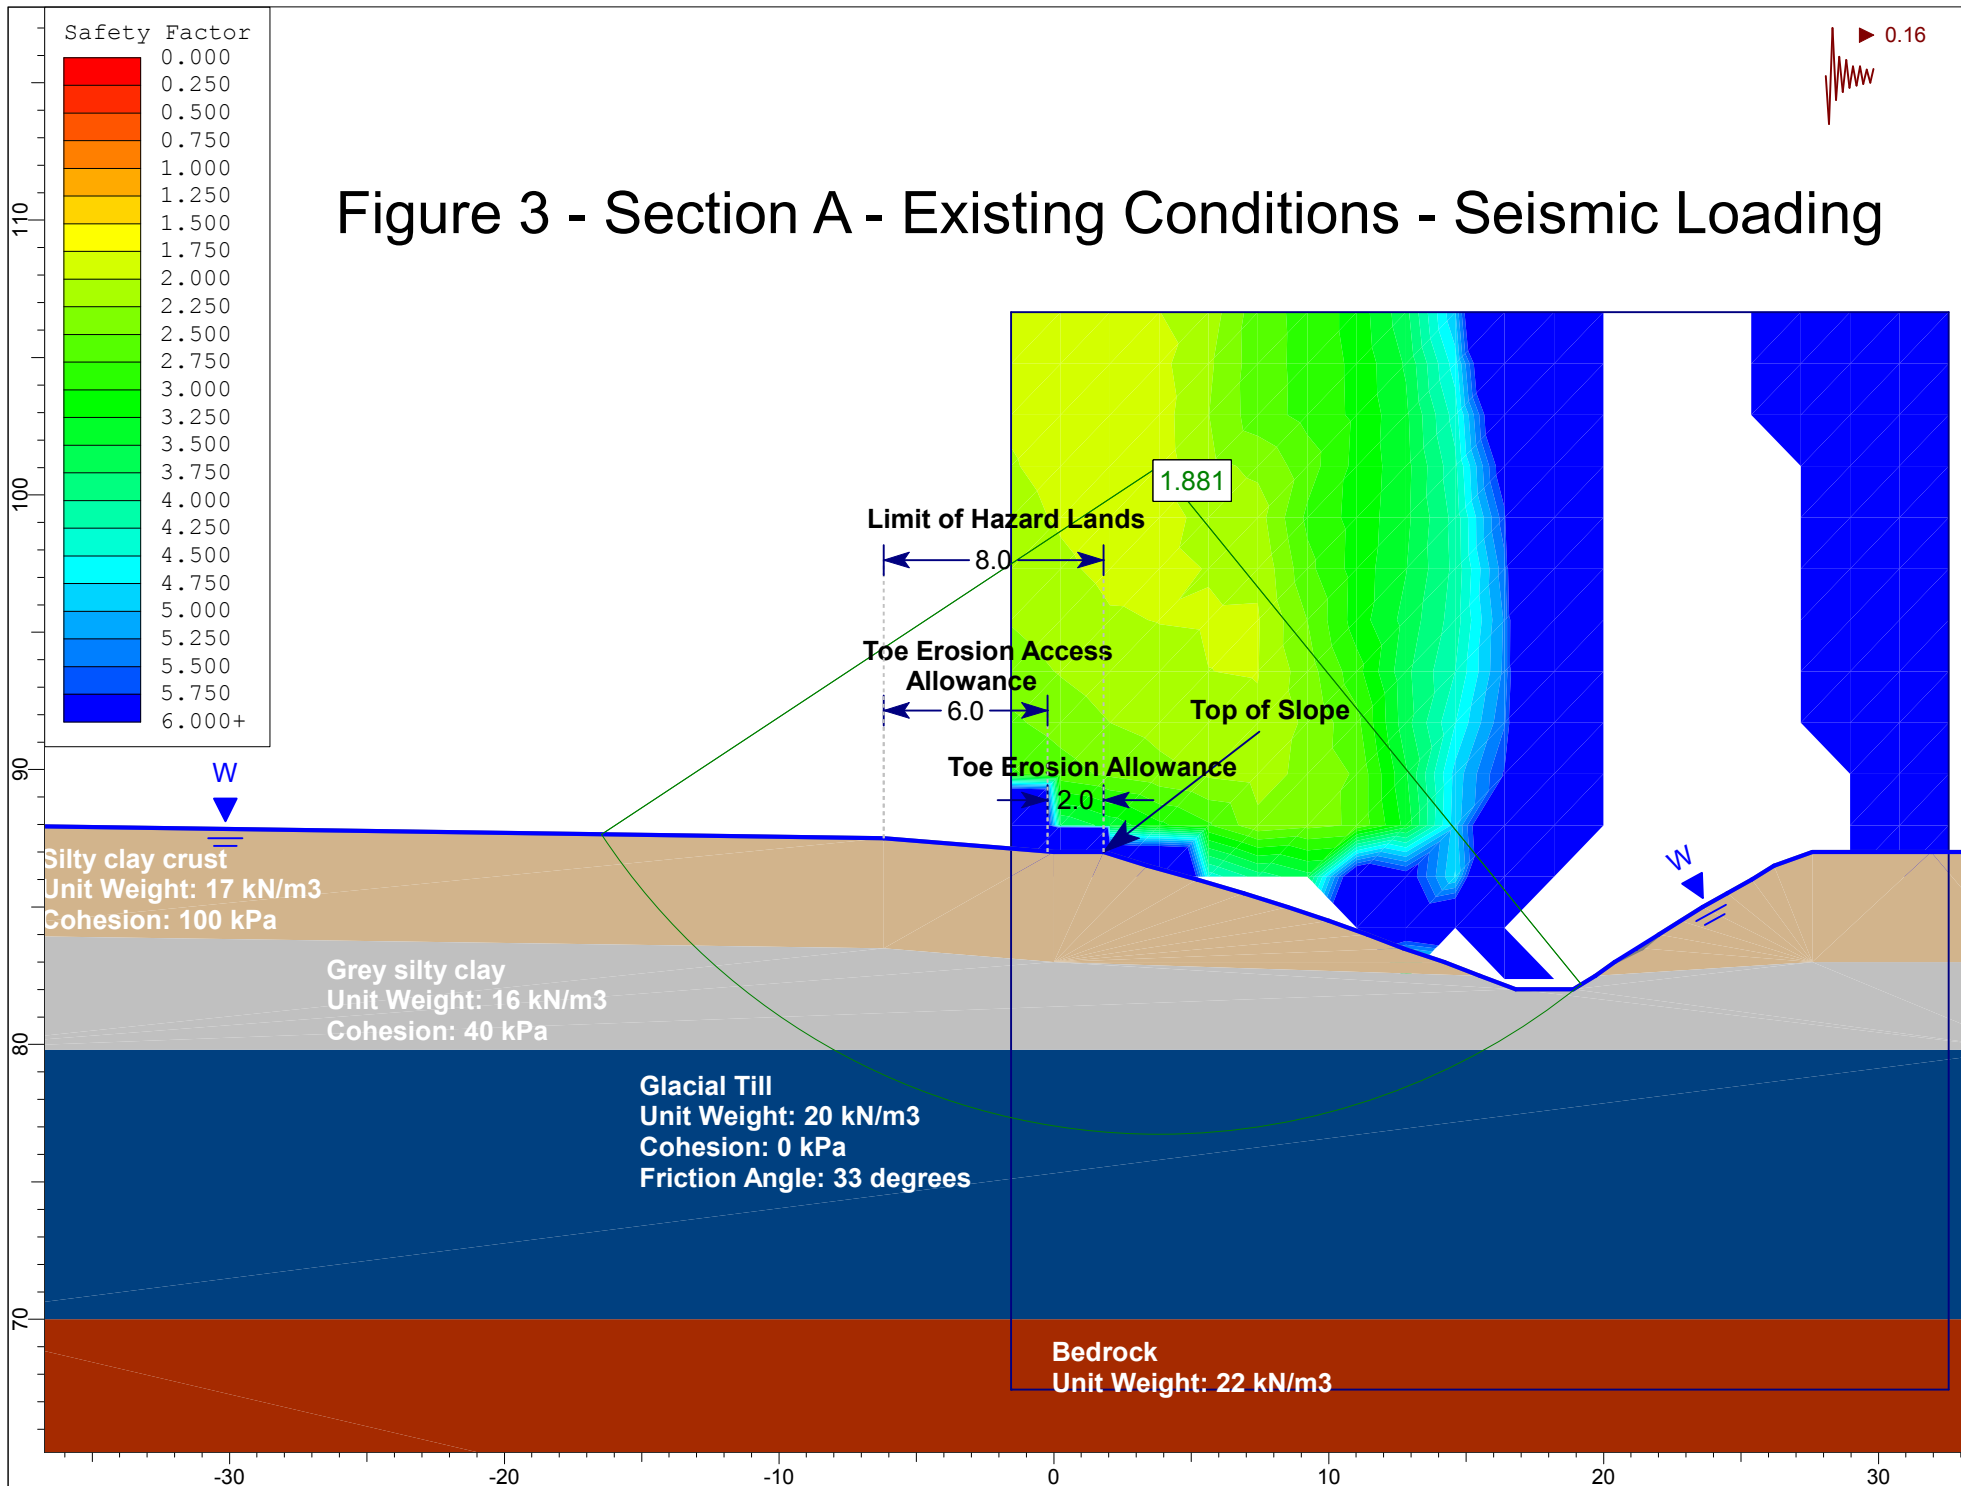 Safety Factor
0.000
0.250
0.500
0.750
1.000
1.250
1.500
1.750
2.000
2.250
2.500
2.750
3.000
3.250
3.500
3.750
4.000
4.250
4.500
4.750
5.000
5.250
5.500
5.750
6.000+
0.16
Figure 3 - Section A - Existing Conditions - Seismic Loading
1.881
Limit of Hazard Lands
8.0
Toe Erosion Access
Allowance
6.0
Top of Slope
Toe Erosion Allowance
2.0
W
W
Silty clay crust
Unit Weight: 17 kN/m3
Cohesion: 100 kPa
Grey silty clay
Unit Weight: 16 kN/m3
Cohesion: 40 kPa
Glacial Till
Unit Weight: 20 kN/m3
Cohesion: 0 kPa
Friction Angle: 33 degrees
Bedrock
Unit Weight: 22 kN/m3
110
100
90
80
70
-30
-20
-10
0
10
20
30